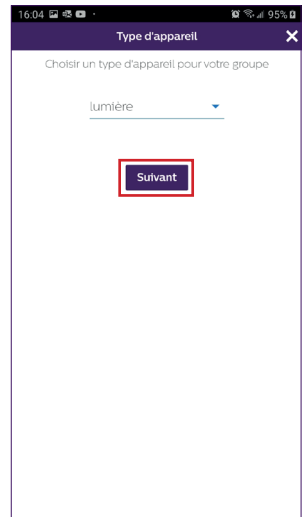 16:04 95%
Type d'appareil
Choisir un type d'appareil pour votre groupe
lumière
Suivant